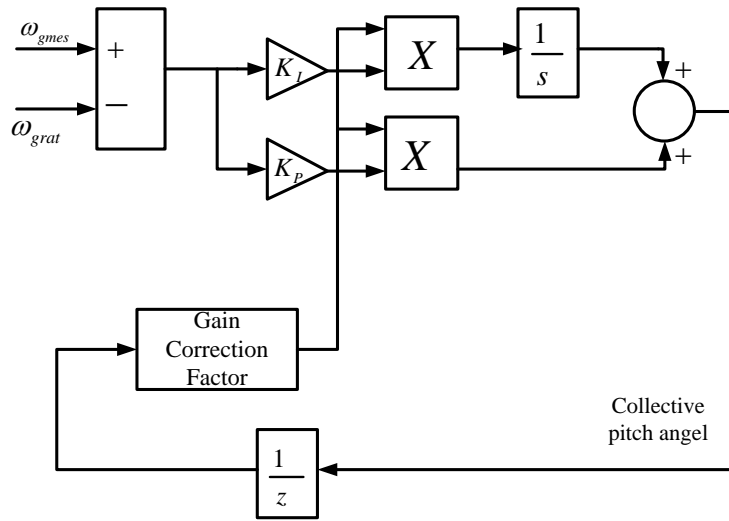 ω_gmes
+
−
ω_grat
K_I
X
1
s
+
K_P
X
+
Gain
Correction
Factor
Collective
pitch angel
1
z